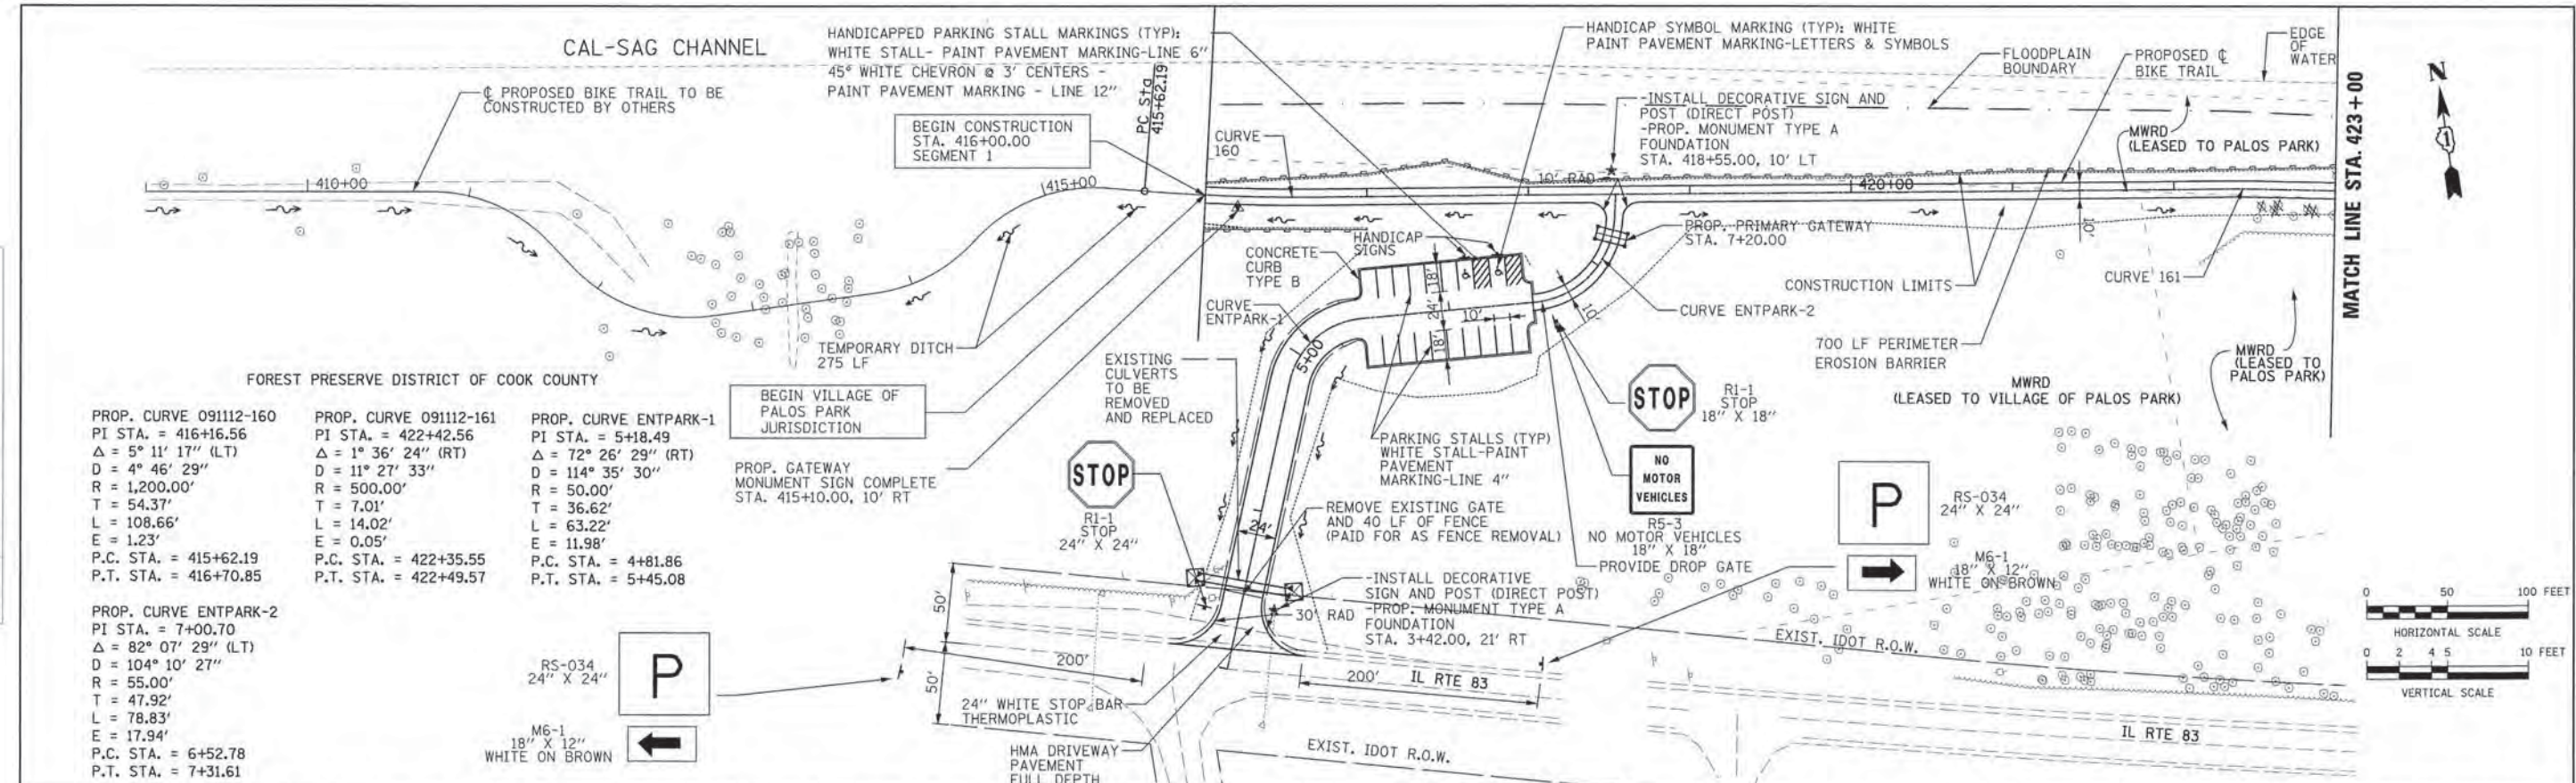 CAL-SAG CHANNEL
HANDICAPPED PARKING STALL MARKINGS (TYP):
WHITE STALL- PAINT PAVEMENT MARKING-LINE 6"
45° WHITE CHEVRON @ 3' CENTERS -
PAINT PAVEMENT MARKING - LINE 12"
HANDICAP SYMBOL MARKING (TYP): WHITE
PAINT PAVEMENT MARKING-LETTERS & SYMBOLS
FLOODPLAIN
BOUNDARY
PROPOSED ℄
BIKE TRAIL
EDGE
OF
WATER
MATCH LINE STA. 423+00
N
1
℄ PROPOSED BIKE TRAIL TO BE
CONSTRUCTED BY OTHERS
PC Sta
415+62.19
BEGIN CONSTRUCTION
STA. 416+00.00
SEGMENT 1
CURVE
160
-INSTALL DECORATIVE SIGN AND
POST (DIRECT POST)
-PROP. MONUMENT TYPE A
FOUNDATION
STA. 418+55.00, 10' LT
MWRD
(LEASED TO PALOS PARK)
410+00
415+00
10' RAD
420+00
10'
HANDICAP
SIGNS
PROP. PRIMARY GATEWAY
STA. 7+20.00
CONCRETE
CURB
TYPE B
CURVE
ENTPARK-1
18'
24'
18'
10'
10'
5+00
CONSTRUCTION LIMITS
CURVE 161
CURVE ENTPARK-2
TEMPORARY DITCH
275 LF
EXISTING
CULVERTS
TO BE
REMOVED
AND REPLACED
700 LF PERIMETER
EROSION BARRIER
MWRD
(LEASED TO
PALOS PARK)
MWRD
(LEASED TO VILLAGE OF PALOS PARK)
FOREST PRESERVE DISTRICT OF COOK COUNTY
BEGIN VILLAGE OF
PALOS PARK
JURISDICTION
PROP. GATEWAY
MONUMENT SIGN COMPLETE
STA. 415+10.00, 10' RT
STOP
R1-1
STOP
18" X 18"
PARKING STALLS (TYP)
WHITE STALL-PAINT
PAVEMENT
MARKING-LINE 4"
NO
MOTOR
VEHICLES
R5-3
NO MOTOR VEHICLES
18" X 18"
PROVIDE DROP GATE
STOP
R1-1
STOP
24" X 24"
24'
REMOVE EXISTING GATE
AND 40 LF OF FENCE
(PAID FOR AS FENCE REMOVAL)
P
RS-034
24" X 24"
M6-1
18" X 12"
WHITE ON BROWN
PROP. CURVE 091112-160
PI STA. = 416+16.56
Δ = 5° 11' 17" (LT)
D = 4° 46' 29"
R = 1,200.00'
T = 54.37'
L = 108.66'
E = 1.23'
P.C. STA. = 415+62.19
P.T. STA. = 416+70.85
PROP. CURVE 091112-161
PI STA. = 422+42.56
Δ = 1° 36' 24" (RT)
D = 11° 27' 33"
R = 500.00'
T = 7.01'
L = 14.02'
E = 0.05'
P.C. STA. = 422+35.55
P.T. STA. = 422+49.57
PROP. CURVE ENTPARK-1
PI STA. = 5+18.49
Δ = 72° 26' 29" (RT)
D = 114° 35' 30"
R = 50.00'
T = 36.62'
L = 63.22'
E = 11.98'
P.C. STA. = 4+81.86
P.T. STA. = 5+45.08
PROP. CURVE ENTPARK-2
PI STA. = 7+00.70
Δ = 82° 07' 29" (LT)
D = 104° 10' 27"
R = 55.00'
T = 47.92'
L = 78.83'
E = 17.94'
P.C. STA. = 6+52.78
P.T. STA. = 7+31.61
RS-034
24" X 24"
P
M6-1
18" X 12"
WHITE ON BROWN
50'
50'
200'
30' RAD
-INSTALL DECORATIVE
SIGN AND POST (DIRECT POST)
-PROP. MONUMENT TYPE A
FOUNDATION
STA. 3+42.00, 21' RT
200'
IL RTE 83
24" WHITE STOP BAR
THERMOPLASTIC
HMA DRIVEWAY
PAVEMENT
FULL DEPTH
EXIST. IDOT R.O.W.
EXIST. IDOT R.O.W.
IL RTE 83
0 50 100 FEET
HORIZONTAL SCALE
0 2 4 5 10 FEET
VERTICAL SCALE